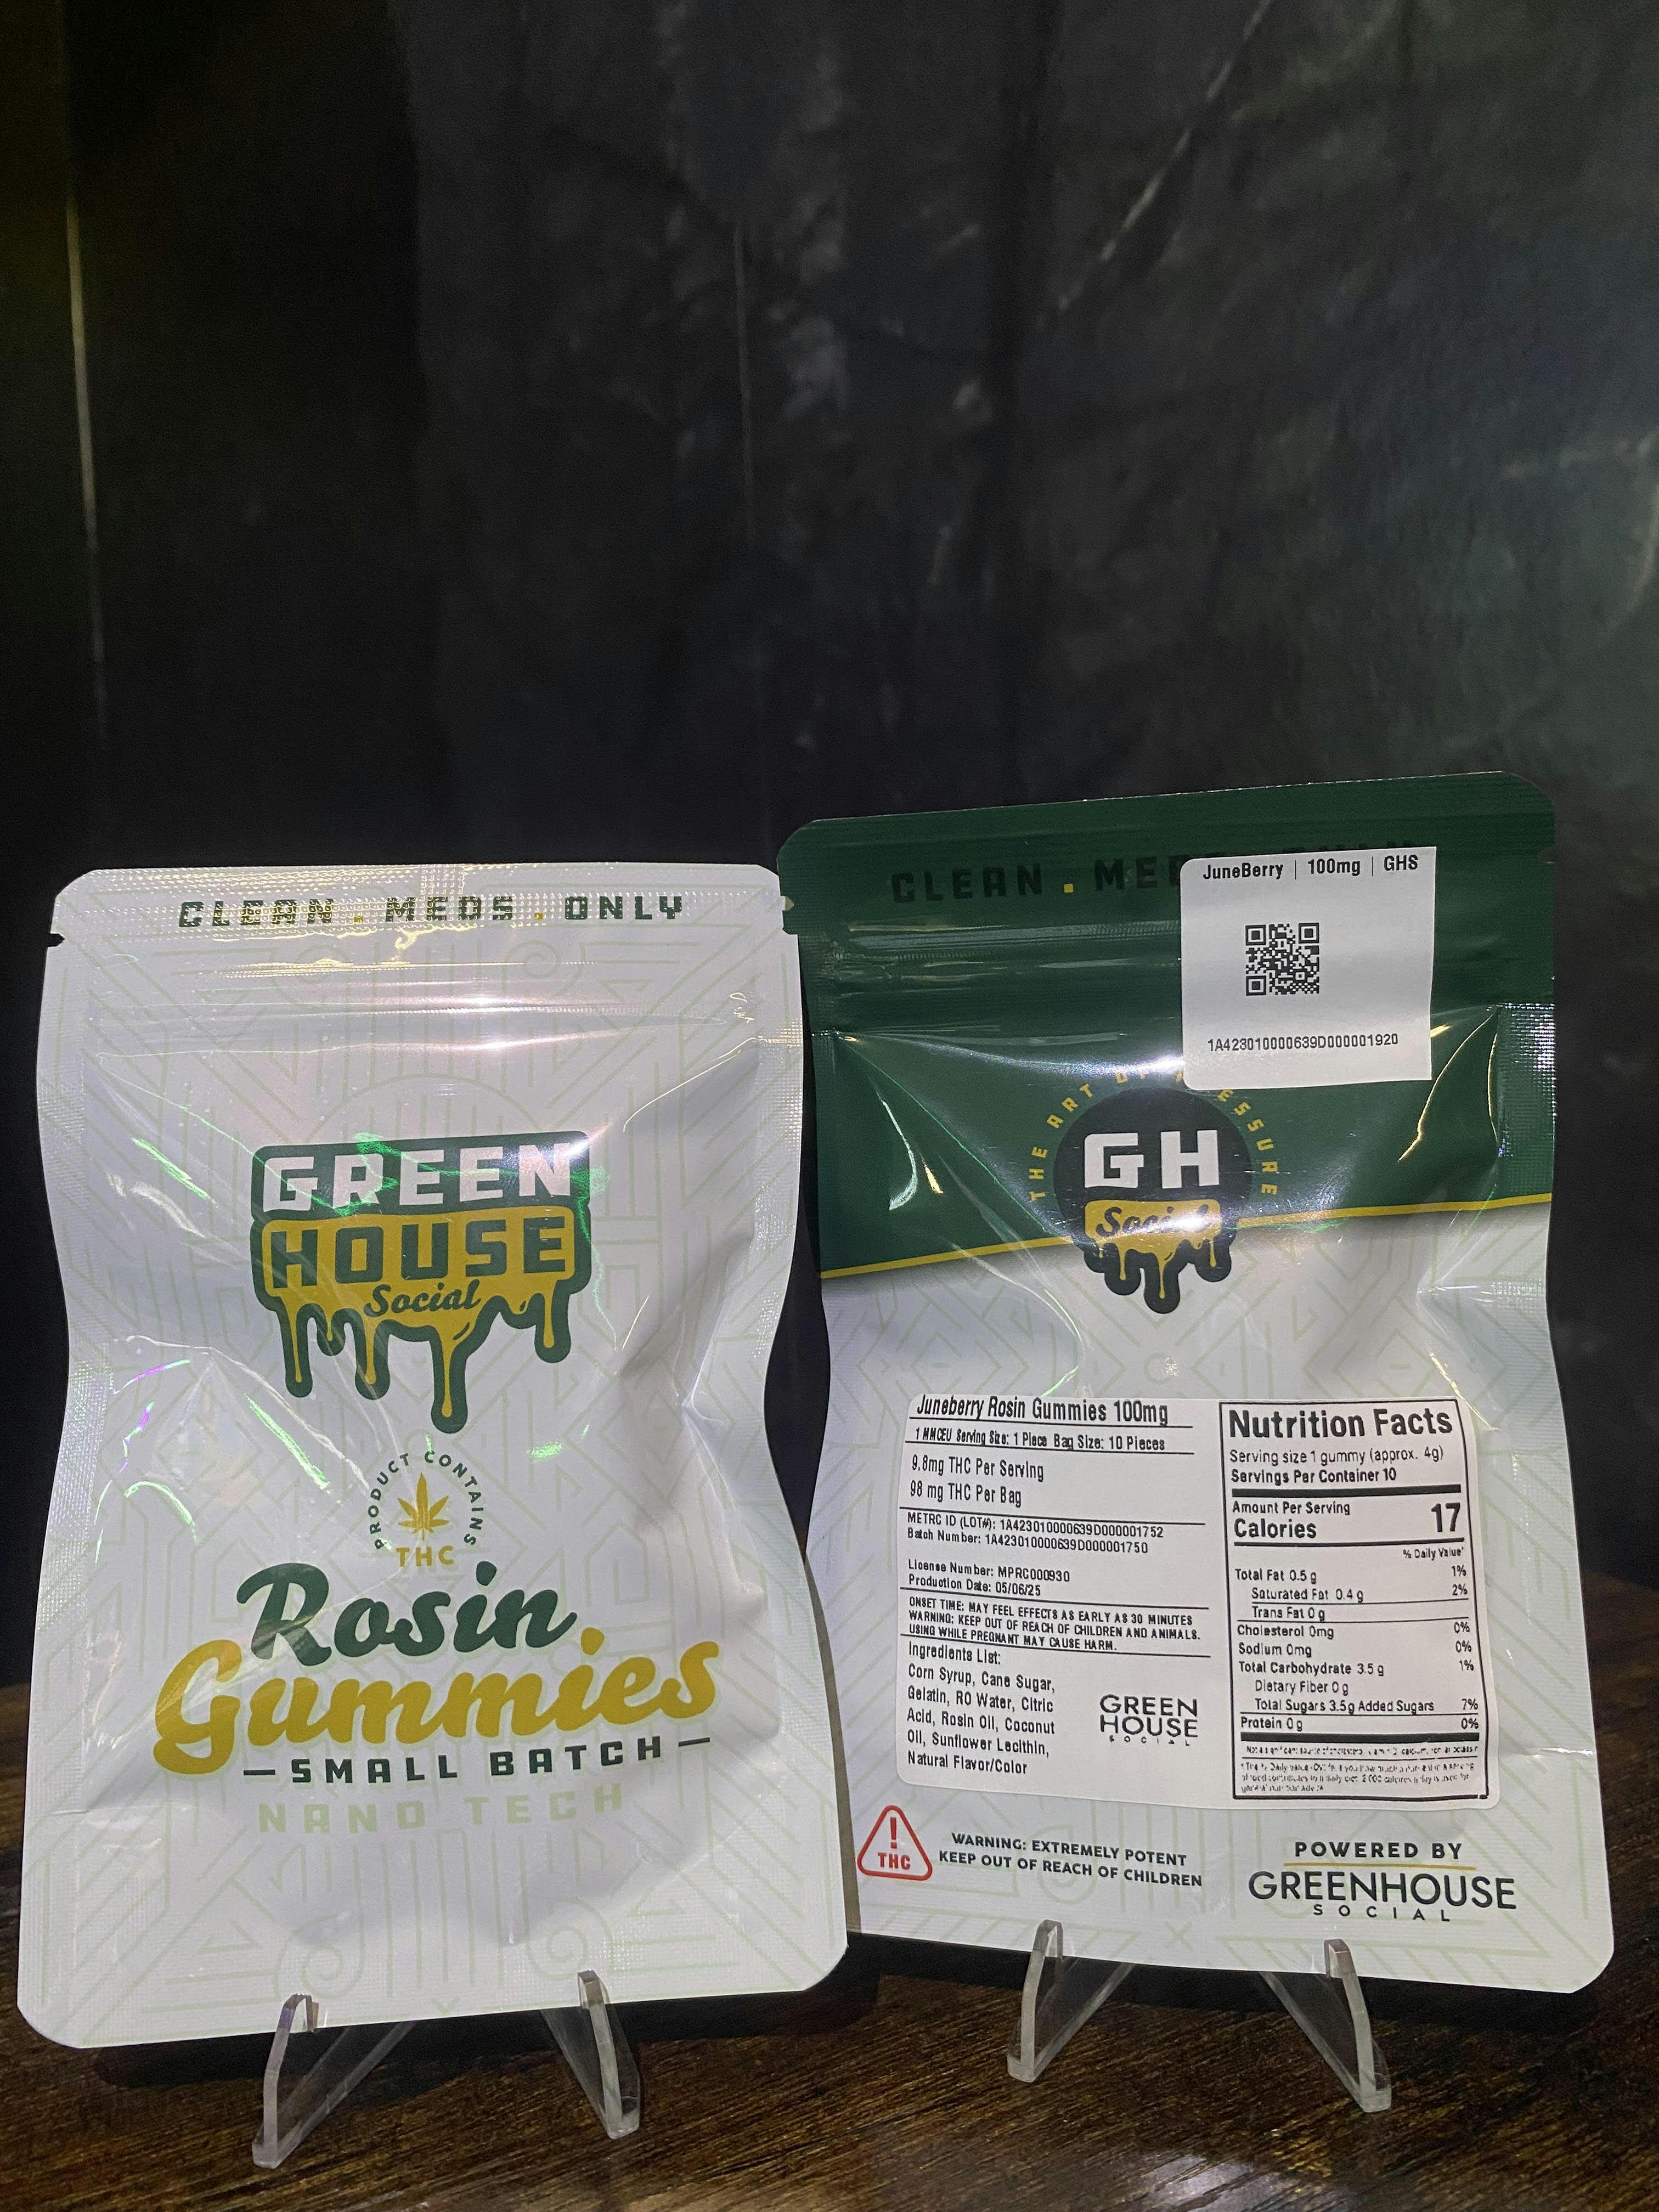 CLEAN . MEDS . ONLY
GREEN
HOUSE
Social
PRODUCT CONTAINS
THC
Rosin
Gummies
—SMALL BATCH—
NANO TECH
CLEAN . 
JuneBerry | 100mg | GHS
1A423010000639D000001920
THE ART
GH
Social
Juneberry Rosin Gummies 100mg
1 MMCEU Serving Size: 1 Piece Bag Size: 10 Pieces
9.8mg THC Per Serving
98 mg THC Per Bag
METRC ID (LOT#): 1A423010000639D000001752
Batch Number: 1A423010000639D000001750
License Number: MPRC000930
Production Date: 05/06/25
ONSET TIME: MAY FEEL EFFECTS AS EARLY AS 30 MINUTES
WARNING: KEEP OUT OF REACH OF CHILDREN AND ANIMALS.
USING WHILE PREGNANT MAY CAUSE HARM.
Ingredients List:
Corn Syrup, Cane Sugar,
Gelatin, RO Water, Citric
Acid, Rosin Oil, Coconut
Oil, Sunflower Lecithin,
Natural Flavor/Color
GREEN
HOUSE
SOCIAL
Nutrition Facts
Serving size 1 gummy (approx. 4g)
Servings Per Container 10
Amount Per Serving
Calories 17
% Daily Value*
Total Fat 0.5 g 1%
Saturated Fat 0.4 g 2%
Trans Fat 0 g
Cholesterol 0mg 0%
Sodium 0mg 0%
Total Carbohydrate 3.5 g 1%
Dietary Fiber 0 g
Total Sugars 3.5g Added Sugars 7%
Protein 0 g 0%
!
THC
WARNING: EXTREMELY POTENT
KEEP OUT OF REACH OF CHILDREN
POWERED BY
GREENHOUSE
SOCIAL